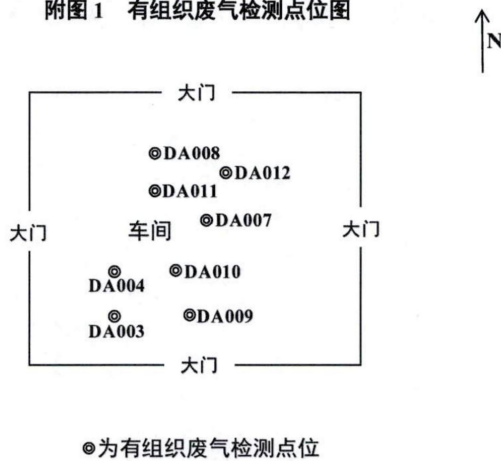 附图 1 有组织废气检测点位图
N
大门
◎DA008
◎DA012
◎DA011
◎DA007
大门
车间
大门
◎DA010
◎
DA004
◎
DA003
◎DA009
大门
◎为有组织废气检测点位